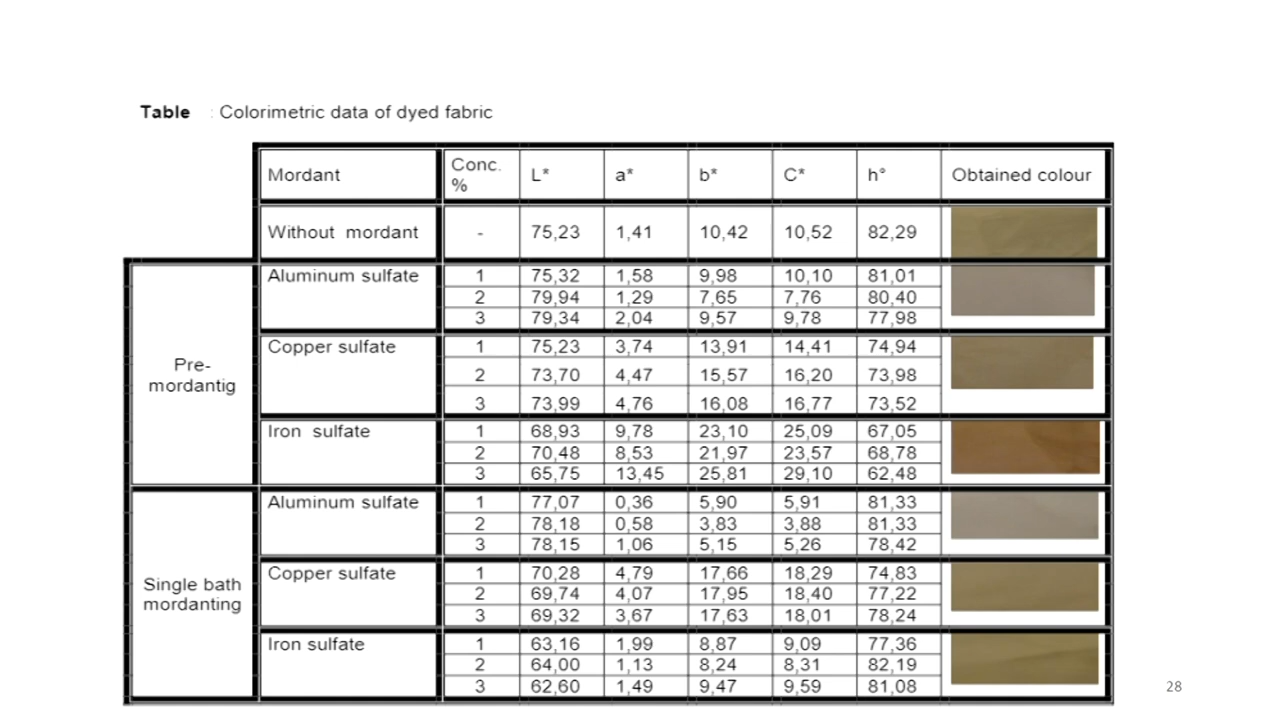 Table : Colorimetric data of dyed fabric
Mordant Conc. % L* a* b* C* h° Obtained colour
Without mordant - 75,23 1,41 10,42 10,52 82,29
Pre-mordantig
Aluminum sulfate 1 75,32 1,58 9,98 10,10 81,01
2 79,94 1,29 7,65 7,76 80,40
3 79,34 2,04 9,57 9,78 77,98
Copper sulfate 1 75,23 3,74 13,91 14,41 74,94
2 73,70 4,47 15,57 16,20 73,98
3 73,99 4,76 16,08 16,77 73,52
Iron sulfate 1 68,93 9,78 23,10 25,09 67,05
2 70,48 8,53 21,97 23,57 68,78
3 65,75 13,45 25,81 29,10 62,48
Single bath mordanting
Aluminum sulfate 1 77,07 0,36 5,90 5,91 81,33
2 78,18 0,58 3,83 3,88 81,33
3 78,15 1,06 5,15 5,26 78,42
Copper sulfate 1 70,28 4,79 17,66 18,29 74,83
2 69,74 4,07 17,95 18,40 77,22
3 69,32 3,67 17,63 18,01 78,24
Iron sulfate 1 63,16 1,99 8,87 9,09 77,36
2 64,00 1,13 8,24 8,31 82,19
3 62,60 1,49 9,47 9,59 81,08
28